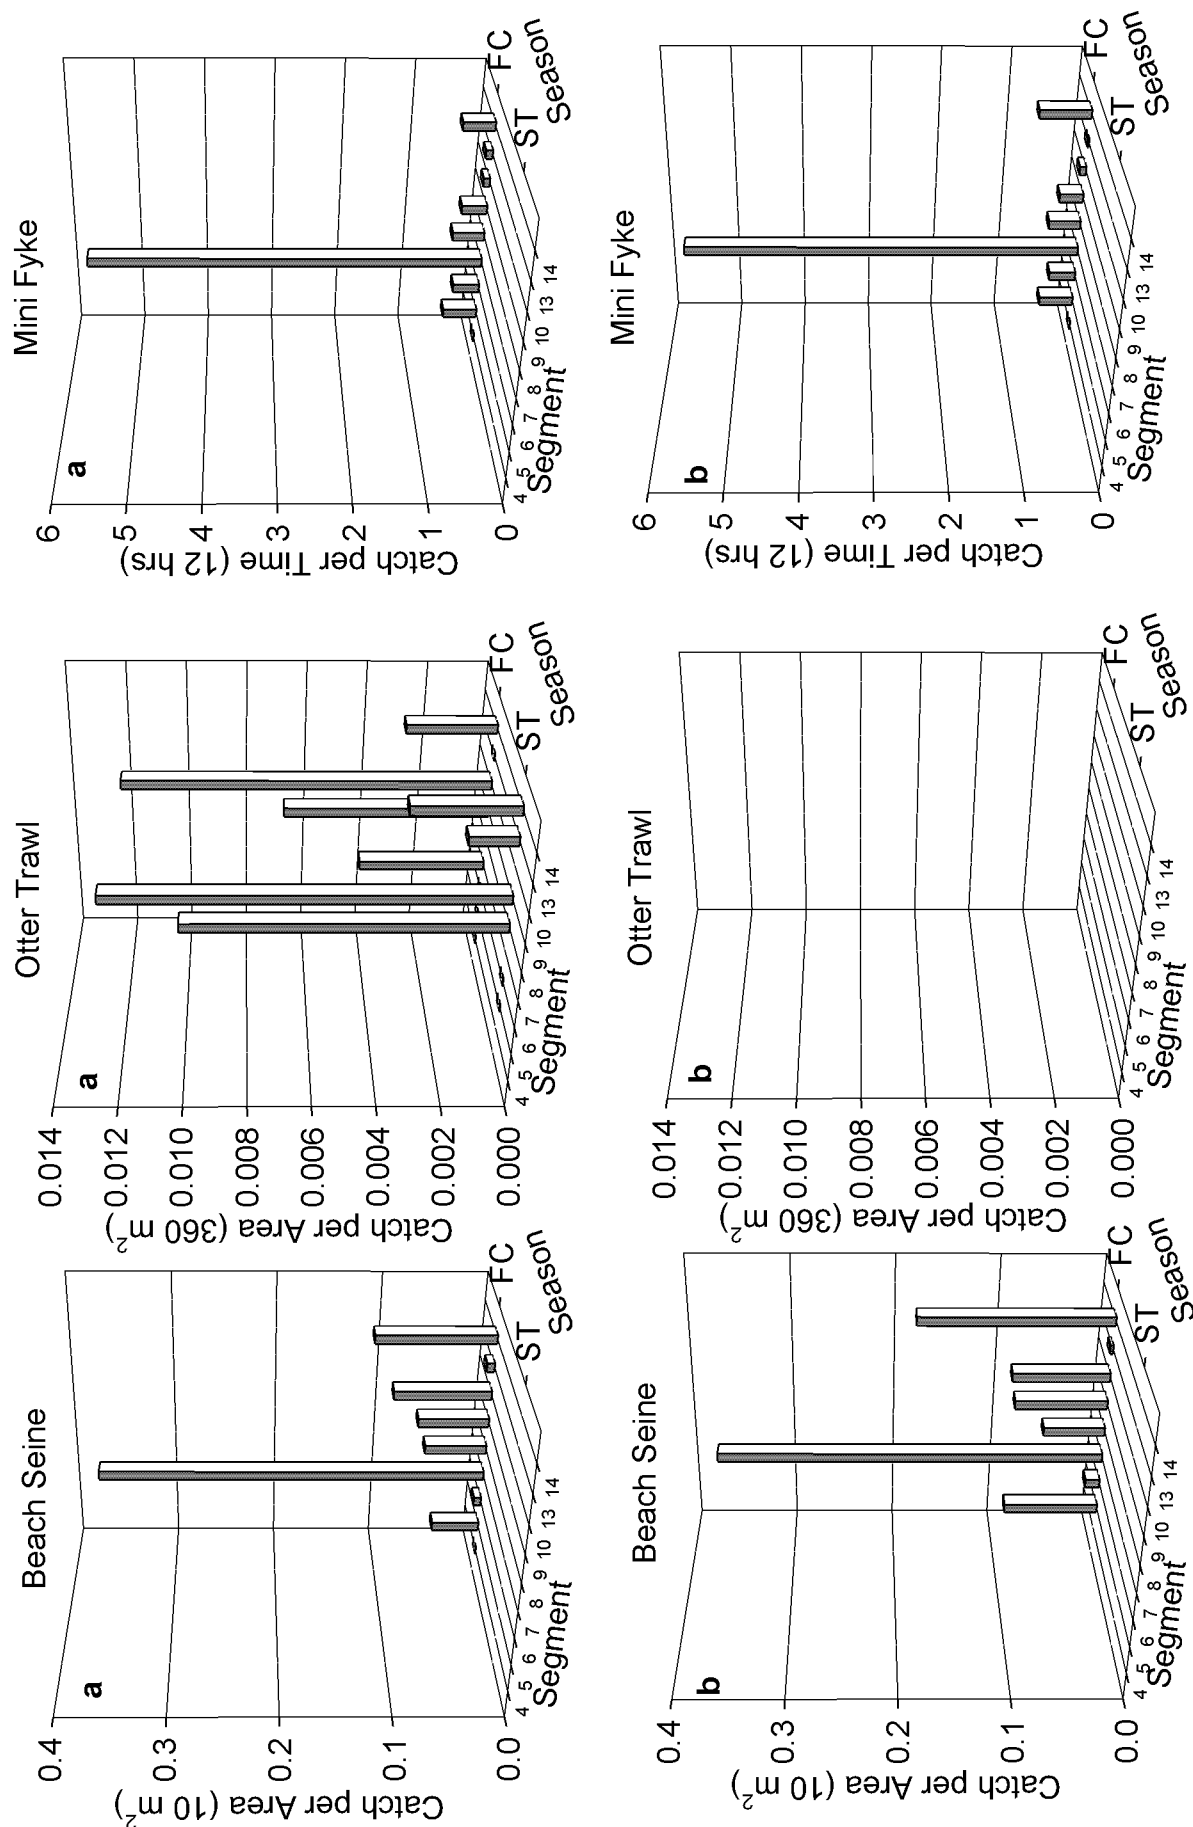 Beach Seine
a
0.4
0.3
0.2
0.1
0.0
Catch per Area (10 m²)
4
5
6
7
8
9
10
13
14
Segment
ST
FC
Season
Otter Trawl
a
0.014
0.012
0.010
0.008
0.006
0.004
0.002
0.000
Catch per Area (360 m²)
4
5
6
7
8
9
10
13
14
Segment
ST
FC
Season
Mini Fyke
a
6
5
4
3
2
1
0
Catch per Time (12 hrs)
4
5
6
7
8
9
10
13
14
Segment
ST
FC
Season
Beach Seine
b
0.4
0.3
0.2
0.1
0.0
Catch per Area (10 m²)
4
5
6
7
8
9
10
13
14
Segment
ST
FC
Season
Otter Trawl
b
0.014
0.012
0.010
0.008
0.006
0.004
0.002
0.000
Catch per Area (360 m²)
4
5
6
7
8
9
10
13
14
Segment
ST
FC
Season
Mini Fyke
b
6
5
4
3
2
1
0
Catch per Time (12 hrs)
4
5
6
7
8
9
10
13
14
Segment
ST
FC
Season